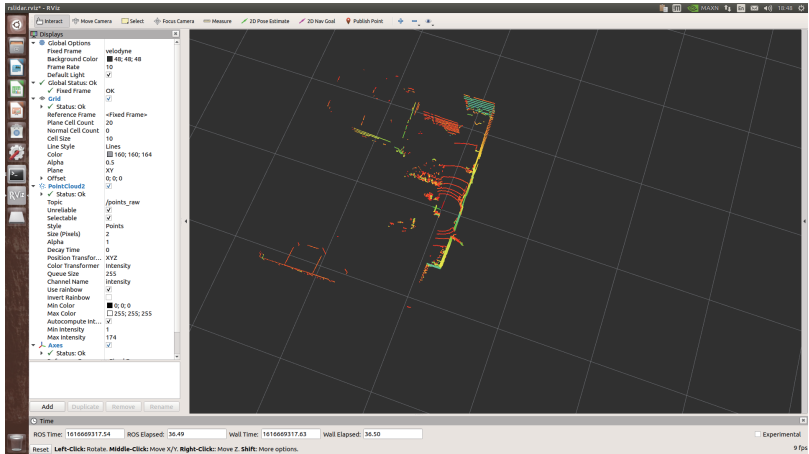 rslidar.rviz* - RViz
MAXN
En
18:48
Interact
Move Camera
Select
Focus Camera
Measure
2D Pose Estimate
2D Nav Goal
Publish Point
Displays
Global Options
Fixed Frame velodyne
Background Color 48; 48; 48
Frame Rate 10
Default Light
Global Status: Ok
Fixed Frame OK
Grid
Status: Ok
Reference Frame <Fixed Frame>
Plane Cell Count 20
Normal Cell Count 0
Cell Size 10
Line Style Lines
Color 160; 160; 164
Alpha 0.5
Plane XY
Offset 0; 0; 0
PointCloud2
Status: Ok
Topic /points_raw
Unreliable
Selectable
Style Points
Size (Pixels) 2
Alpha 1
Decay Time 0
Position Transfor... XYZ
Color Transformer Intensity
Queue Size 255
Channel Name intensity
Use rainbow
Invert Rainbow
Min Color 0; 0; 0
Max Color 255; 255; 255
Autocompute Int...
Min Intensity 1
Max Intensity 174
Axes
Status: Ok
Add Duplicate Remove Rename
Time
ROS Time: 1616669317.54 ROS Elapsed: 36.49 Wall Time: 1616669317.63 Wall Elapsed: 36.50 Experimental
Reset Left-Click: Rotate. Middle-Click: Move X/Y. Right-Click:: Move Z. Shift: More options. 9 fps